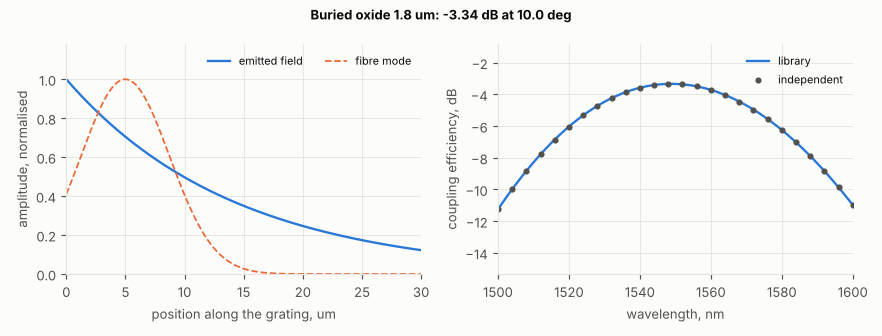 Buried oxide 1.8 um: -3.34 dB at 10.0 deg
emitted field
fibre mode
amplitude, normalised
1.0
0.8
0.6
0.4
0.2
0.0
0 5 10 15 20 25 30
position along the grating, um
library
independent
coupling efficiency, dB
−2
−4
−6
−8
−10
−12
−14
1500 1520 1540 1560 1580 1600
wavelength, nm